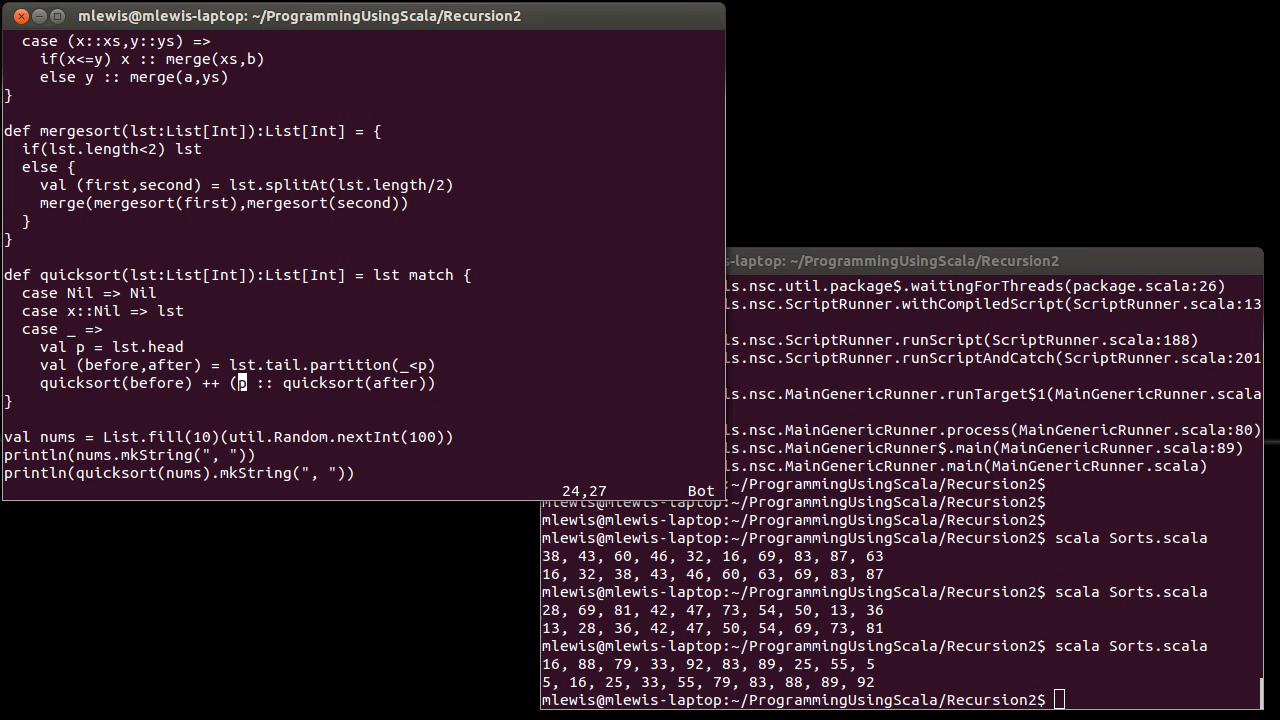 mlewis@mlewis-laptop: ~/ProgrammingUsingScala/Recursion2
  case (x::xs,y::ys) =>
    if(x<=y) x :: merge(xs,b)
    else y :: merge(a,ys)
}
def mergesort(lst:List[Int]):List[Int] = {
  if(lst.length<2) lst
  else {
    val (first,second) = lst.splitAt(lst.length/2)
    merge(mergesort(first),mergesort(second))
  }
}
def quicksort(lst:List[Int]):List[Int] = lst match {
  case Nil => Nil
  case x::Nil => lst
  case _ =>
    val p = lst.head
    val (before,after) = lst.tail.partition(_<p)
    quicksort(before) ++ (p :: quicksort(after))
}
val nums = List.fill(10)(util.Random.nextInt(100))
println(nums.mkString(", "))
println(quicksort(nums).mkString(", "))
24,27 Bot
s-laptop: ~/ProgrammingUsingScala/Recursion2
ls.nsc.util.package$.waitingForThreads(package.scala:26)
ls.nsc.ScriptRunner.withCompiledScript(ScriptRunner.scala:13
ls.nsc.ScriptRunner.runScript(ScriptRunner.scala:188)
ls.nsc.ScriptRunner.runScriptAndCatch(ScriptRunner.scala:201
ls.nsc.MainGenericRunner.runTarget$1(MainGenericRunner.scala
ls.nsc.MainGenericRunner.process(MainGenericRunner.scala:80)
ls.nsc.MainGenericRunner$.main(MainGenericRunner.scala:89)
ls.nsc.MainGenericRunner.main(MainGenericRunner.scala)
:~/ProgrammingUsingScala/Recursion2$
mlewis@mlewis-laptop:~/ProgrammingUsingScala/Recursion2$
mlewis@mlewis-laptop:~/ProgrammingUsingScala/Recursion2$
mlewis@mlewis-laptop:~/ProgrammingUsingScala/Recursion2$ scala Sorts.scala
38, 43, 60, 46, 32, 16, 69, 83, 87, 63
16, 32, 38, 43, 46, 60, 63, 69, 83, 87
mlewis@mlewis-laptop:~/ProgrammingUsingScala/Recursion2$ scala Sorts.scala
28, 69, 81, 42, 47, 73, 54, 50, 13, 36
13, 28, 36, 42, 47, 50, 54, 69, 73, 81
mlewis@mlewis-laptop:~/ProgrammingUsingScala/Recursion2$ scala Sorts.scala
16, 88, 79, 33, 92, 83, 89, 25, 55, 5
5, 16, 25, 33, 55, 79, 83, 88, 89, 92
mlewis@mlewis-laptop:~/ProgrammingUsingScala/Recursion2$